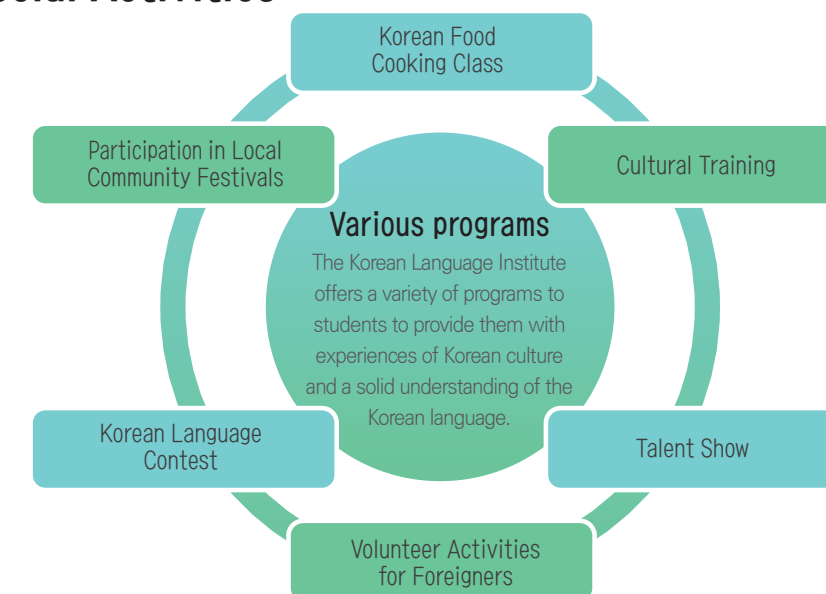 Korean Food
Cooking Class
Participation in Local
Community Festivals
Cultural Training
Various programs
The Korean Language Institute
offers a variety of programs to
students to provide them with
experiences of Korean culture
and a solid understanding of the
Korean language.
Korean Language
Contest
Talent Show
Volunteer Activities
for Foreigners